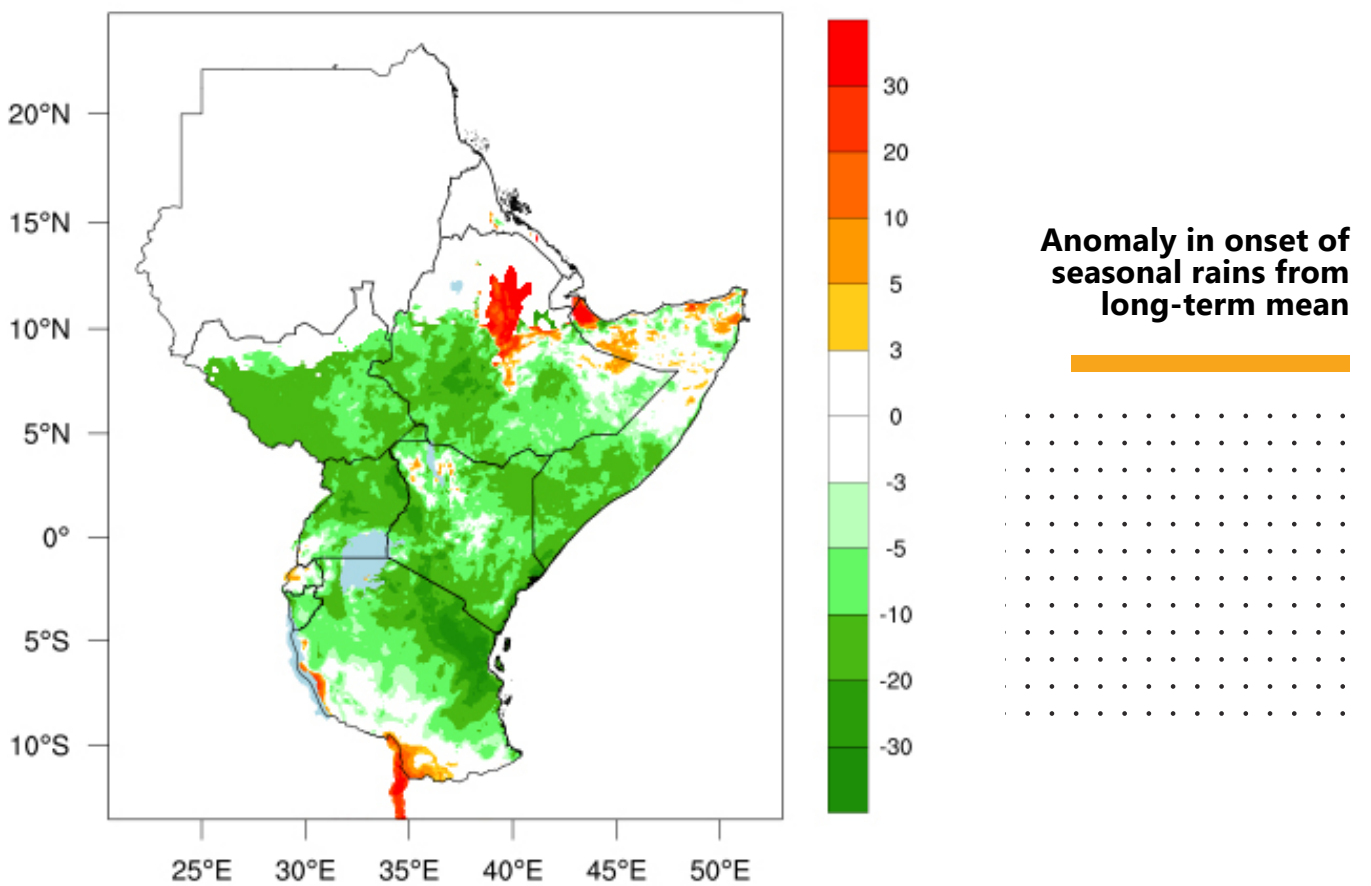 20°N
15°N
10°N
5°N
0°
5°S
10°S
25°E 30°E 35°E 40°E 45°E 50°E
30
20
10
5
3
0
-3
-5
-10
-20
-30
Anomaly in onset of
seasonal rains from
long-term mean